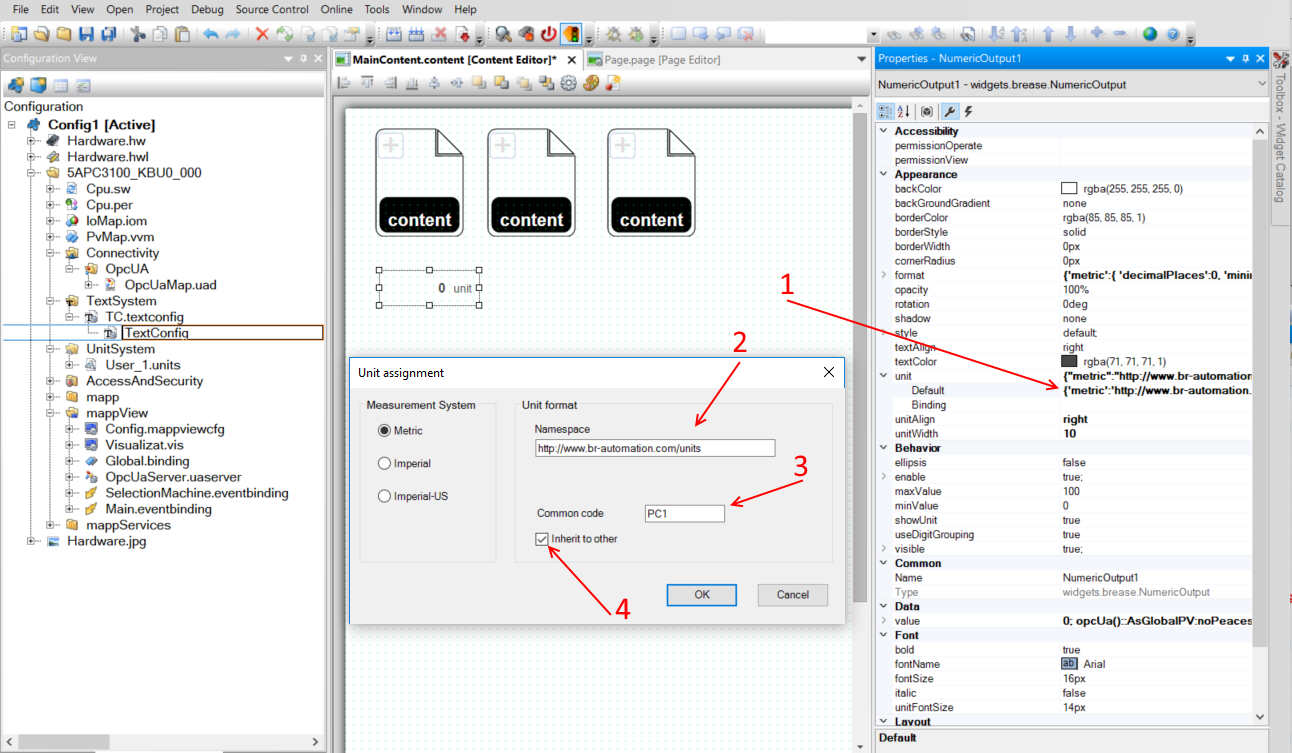 File Edit View Open Project Debug Source Control Online Tools Window Help
Configuration View
Configuration
Config1 [Active]
Hardware.hw
Hardware.hwl
5APC3100_KBU0_000
Cpu.sw
Cpu.per
IoMap.iom
PvMap.vvm
Connectivity
OpcUA
OpcUaMap.uad
TextSystem
TC.textconfig
TextConfig
UnitSystem
User_1.units
AccessAndSecurity
mapp
mappView
Config.mappviewcfg
Visualizat.vis
Global.binding
OpcUaServer.uaserver
SelectionMachine.eventbinding
Main.eventbinding
mappServices
Hardware.jpg
MainContent.content [Content Editor]* Page.page [Page Editor]
content content content
0 unit
1
2
3
4
Unit assignment
Measurement System
Metric
Imperial
Imperial-US
Unit format
Namespace
http://www.br-automation.com/units
Common code PC1
Inherit to other
OK Cancel
Properties - NumericOutput1
NumericOutput1 - widgets.brease.NumericOutput
Accessibility
permissionOperate
permissionView
Appearance
backColor rgba(255, 255, 255, 0)
backGroundGradient none
borderColor rgba(85, 85, 85, 1)
borderStyle solid
borderWidth 0px
cornerRadius 0px
format {'metric':{ 'decimalPlaces':0, 'mini
opacity 100%
rotation 0deg
shadow none
style default;
textAlign right
textColor rgba(71, 71, 71, 1)
unit {"metric":"http://www.br-automation
Default {'metric':'http://www.br-automation.
Binding
unitAlign right
unitWidth 10
Behavior
ellipsis false
enable true;
maxValue 100
minValue 0
showUnit true
useDigitGrouping true
visible true;
Common
Name NumericOutput1
Type widgets.brease.NumericOutput
Data
value 0; opcUa()::AsGlobalPV:noPeaces
Font
bold true
fontName ab Arial
fontSize 16px
italic false
unitFontSize 14px
Layout
Default
Toolbox - Widget Catalog